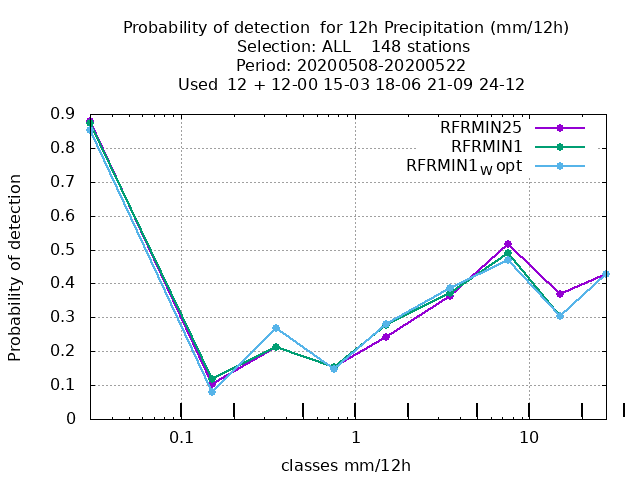 Probability of detection  for 12h Precipitation (mm/12h)
Selection: ALL    148 stations
Period: 20200508-20200522
Used  12 + 12-00 15-03 18-06 21-09 24-12
RFRMIN25
RFRMIN1
RFRMIN1W opt
Probability of detection
0.9
0.8
0.7
0.6
0.5
0.4
0.3
0.2
0.1
0
0.1 1 10
classes mm/12h